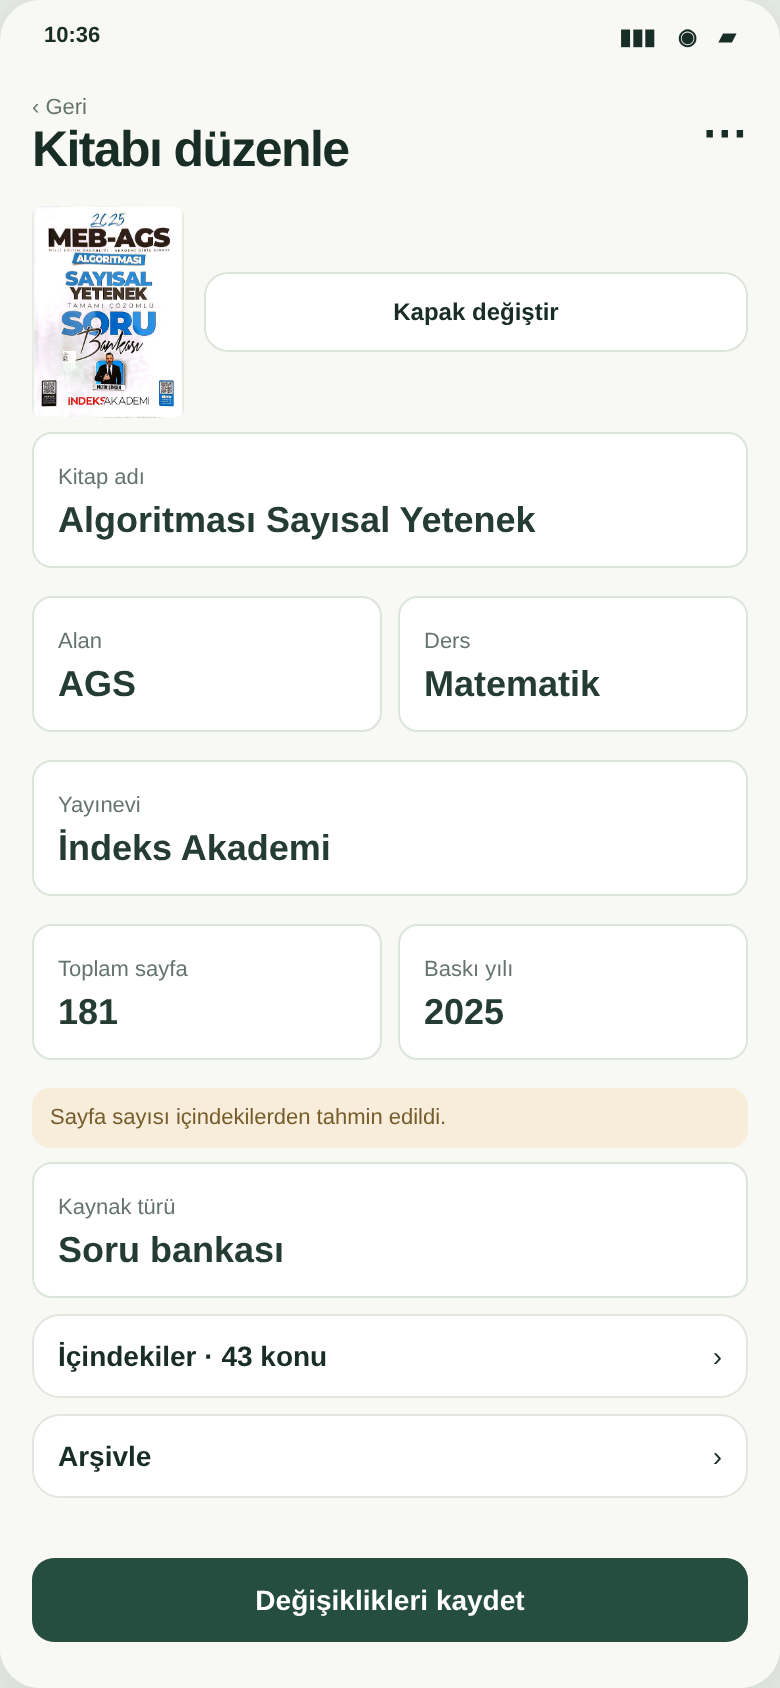 10:36
‹ Geri
Kitabı düzenle
...
2025
MEB-AGS
ALGORİTMASI
SAYISAL
YETENEK
TAMAMI ÇÖZÜMLÜ
SORU
Bankası
İNDEKSAKADEMİ
Kapak değiştir
Kitap adı
Algoritması Sayısal Yetenek
Alan
AGS
Ders
Matematik
Yayınevi
İndeks Akademi
Toplam sayfa
181
Baskı yılı
2025
Sayfa sayısı içindekilerden tahmin edildi.
Kaynak türü
Soru bankası
İçindekiler · 43 konu ›
Arşivle ›
Değişiklikleri kaydet